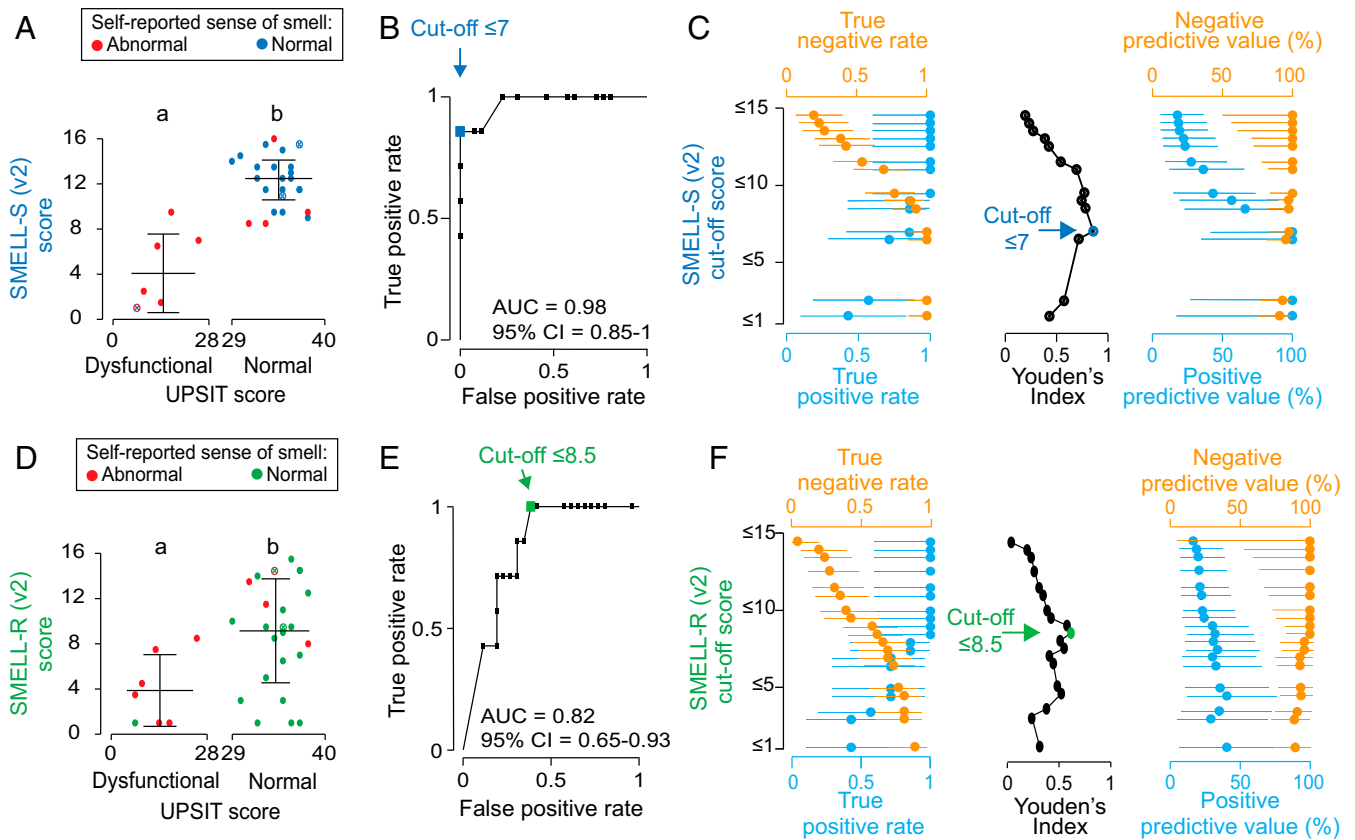 A
Self-reported sense of smell:
Abnormal
Normal
a
b
16
12
8
4
0
SMELL-S (v2)
score
0
28
29
40
Dysfunctional
Normal
UPSIT score
B
Cut-off ≤7
1
0.5
0
True positive rate
AUC = 0.98
95% CI = 0.85-1
0
0.5
1
False positive rate
C
True
negative rate
0
0.5
1
Negative
predictive value (%)
0
50
100
SMELL-S (v2)
cut-off score
≤15
≤10
≤5
≤1
Cut-off
≤7
0
0.5
1
True
positive rate
0
0.5
1
Youden's
Index
0
50
100
Positive
predictive value (%)
D
Self-reported sense of smell:
Abnormal
Normal
a
b
16
12
8
4
0
SMELL-R (v2)
score
0
28
29
40
Dysfunctional
Normal
UPSIT score
E
Cut-off ≤8.5
1
0.5
0
True positive rate
AUC = 0.82
95% CI = 0.65-0.93
0
0.5
1
False positive rate
F
True
negative rate
0
0.5
1
Negative
predictive value (%)
0
50
100
SMELL-R (v2)
cut-off score
≤15
≤10
≤5
≤1
Cut-off
≤8.5
0
0.5
1
True
positive rate
0
0.5
1
Youden's
Index
0
50
100
Positive
predictive value (%)